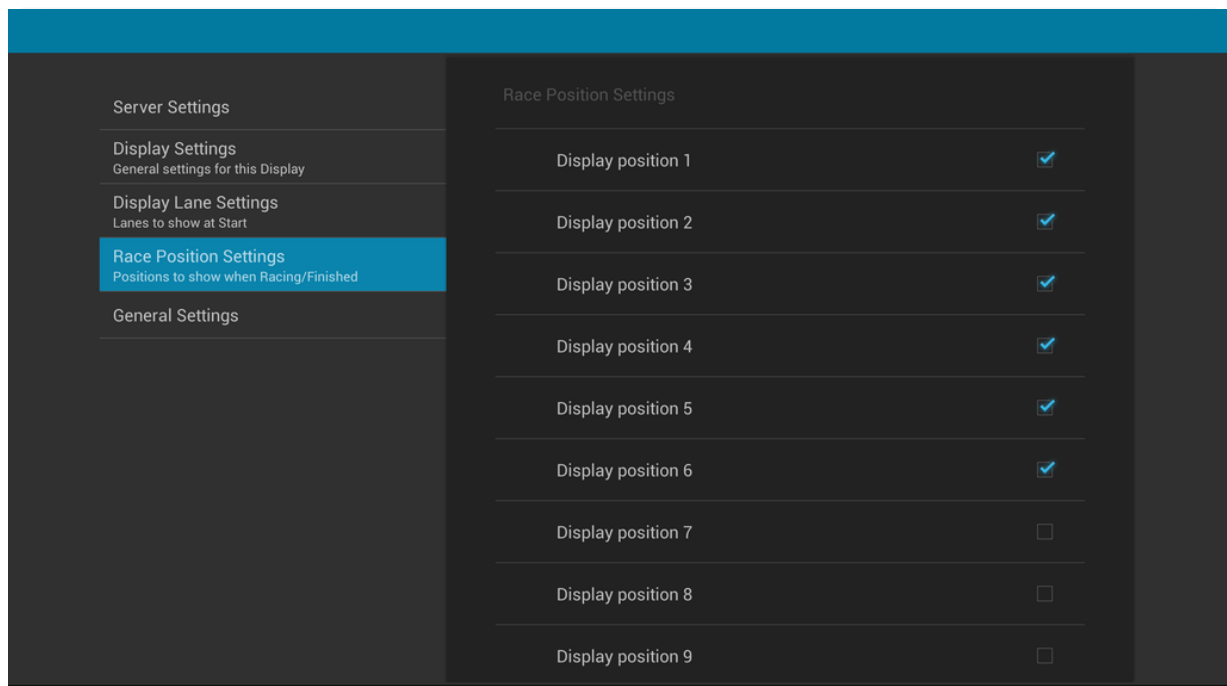 Server Settings
Display Settings
General settings for this Display
Display Lane Settings
Lanes to show at Start
Race Position Settings
Positions to show when Racing/Finished
General Settings
Race Position Settings
Display position 1
Display position 2
Display position 3
Display position 4
Display position 5
Display position 6
Display position 7
Display position 8
Display position 9